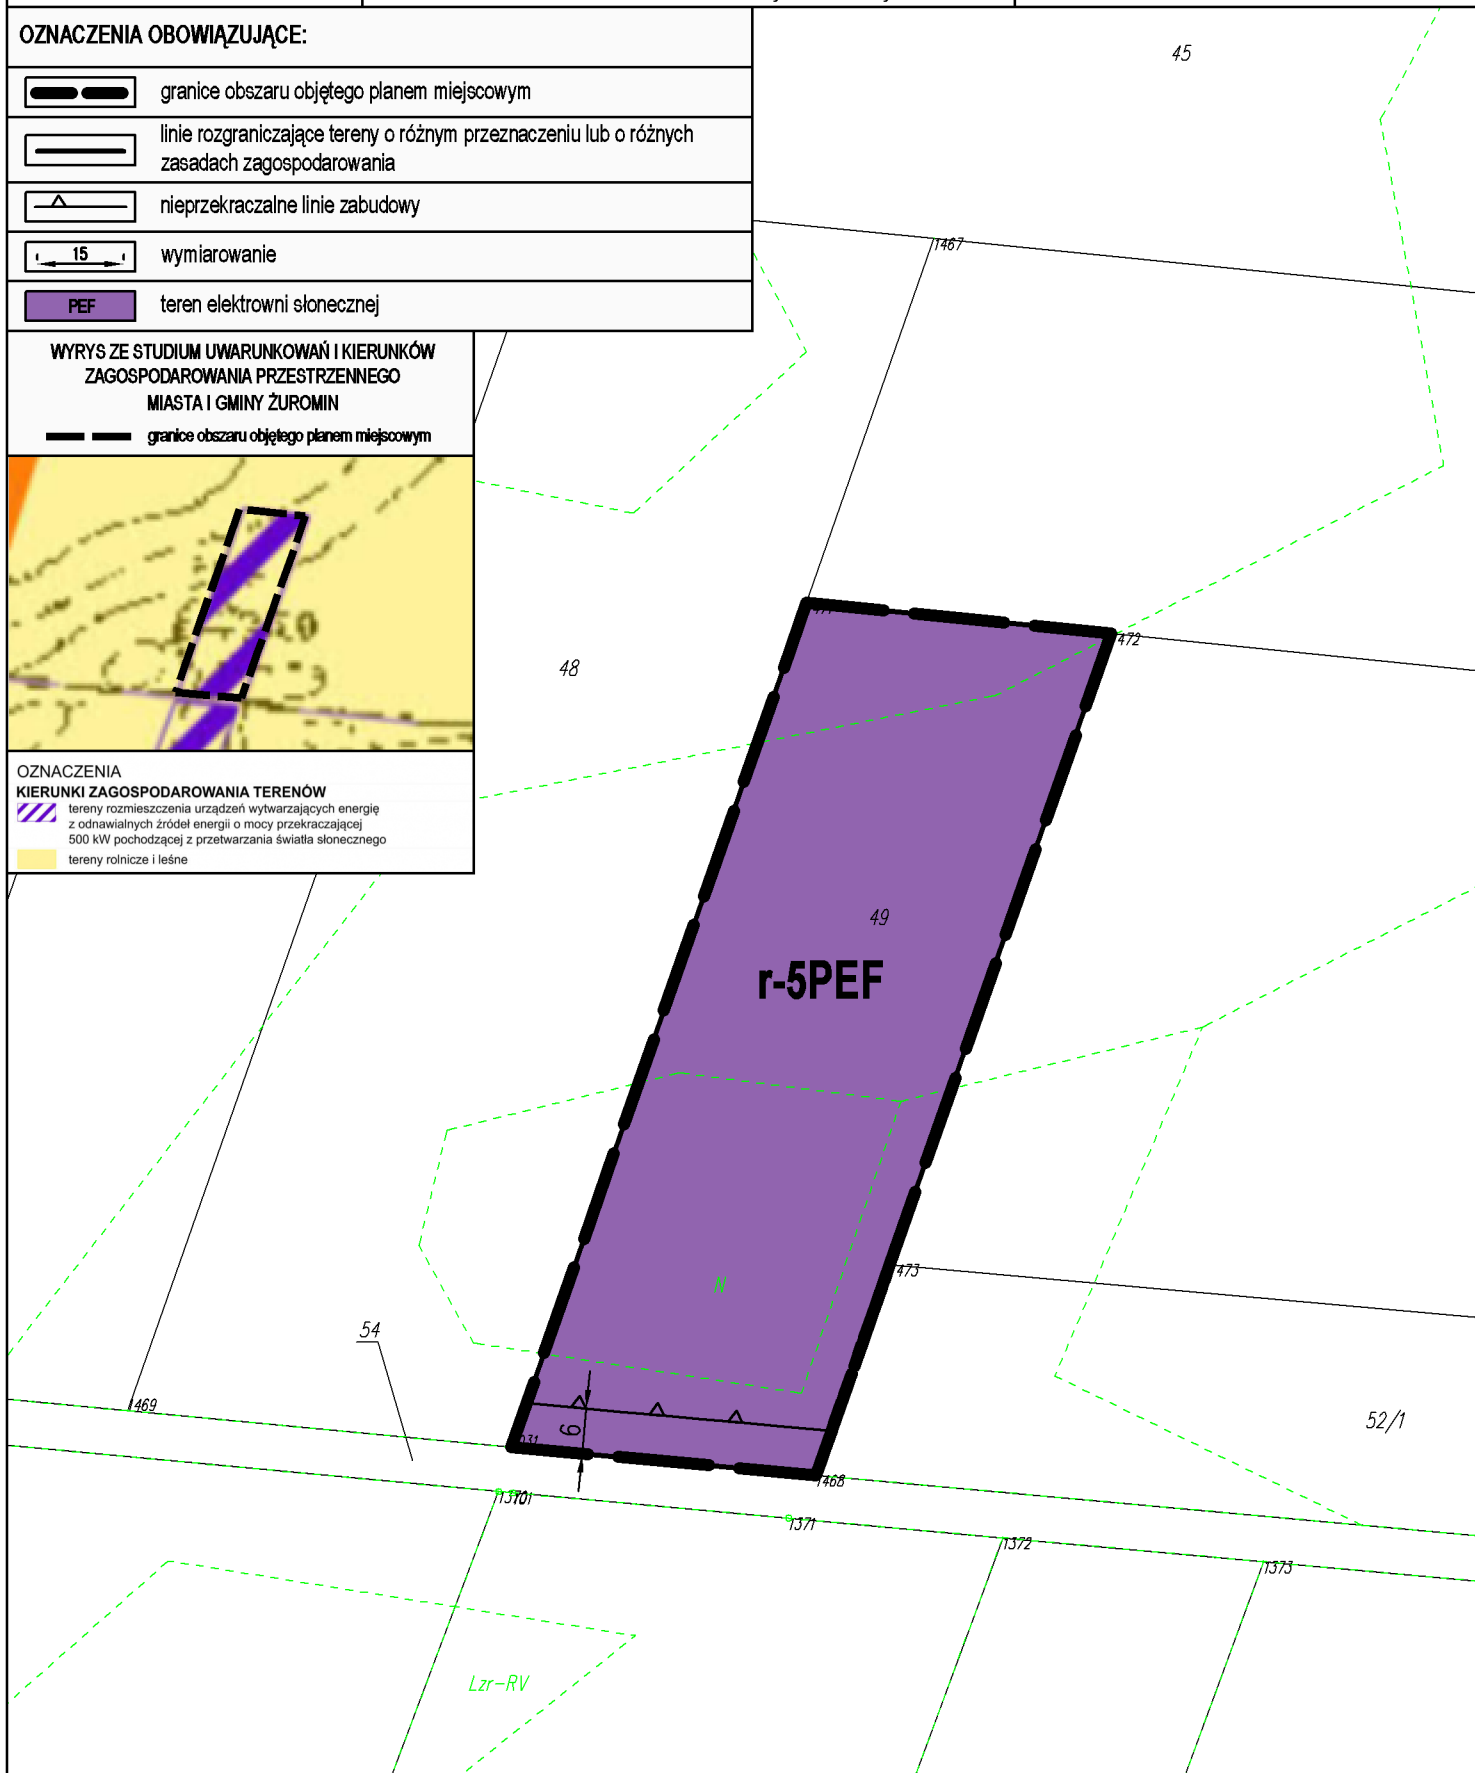 OZNACZENIA OBOWIĄZUJĄCE:
granice obszaru objętego planem miejscowym
linie rozgraniczające tereny o różnym przeznaczeniu lub o różnych
zasadach zagospodarowania
nieprzekraczalne linie zabudowy
15
wymiarowanie
PEF
teren elektrowni słonecznej
WYRYS ZE STUDIUM UWARUNKOWAŃ I KIERUNKÓW
ZAGOSPODAROWANIA PRZESTRZENNEGO
MIASTA I GMINY ŻUROMIN
granice obszaru objętego planem miejscowym
OZNACZENIA
KIERUNKI ZAGOSPODAROWANIA TERENÓW
tereny rozmieszczenia urządzeń wytwarzających energię
z odnawialnych źródeł energii o mocy przekraczającej
500 kW pochodzącej z przetwarzania światła słonecznego
tereny rolnicze i leśne
45
1467
472
48
49
r-5PEF
473
N
54
1469
6
52/1
1468
1371
1372
1373
Lzr-RV